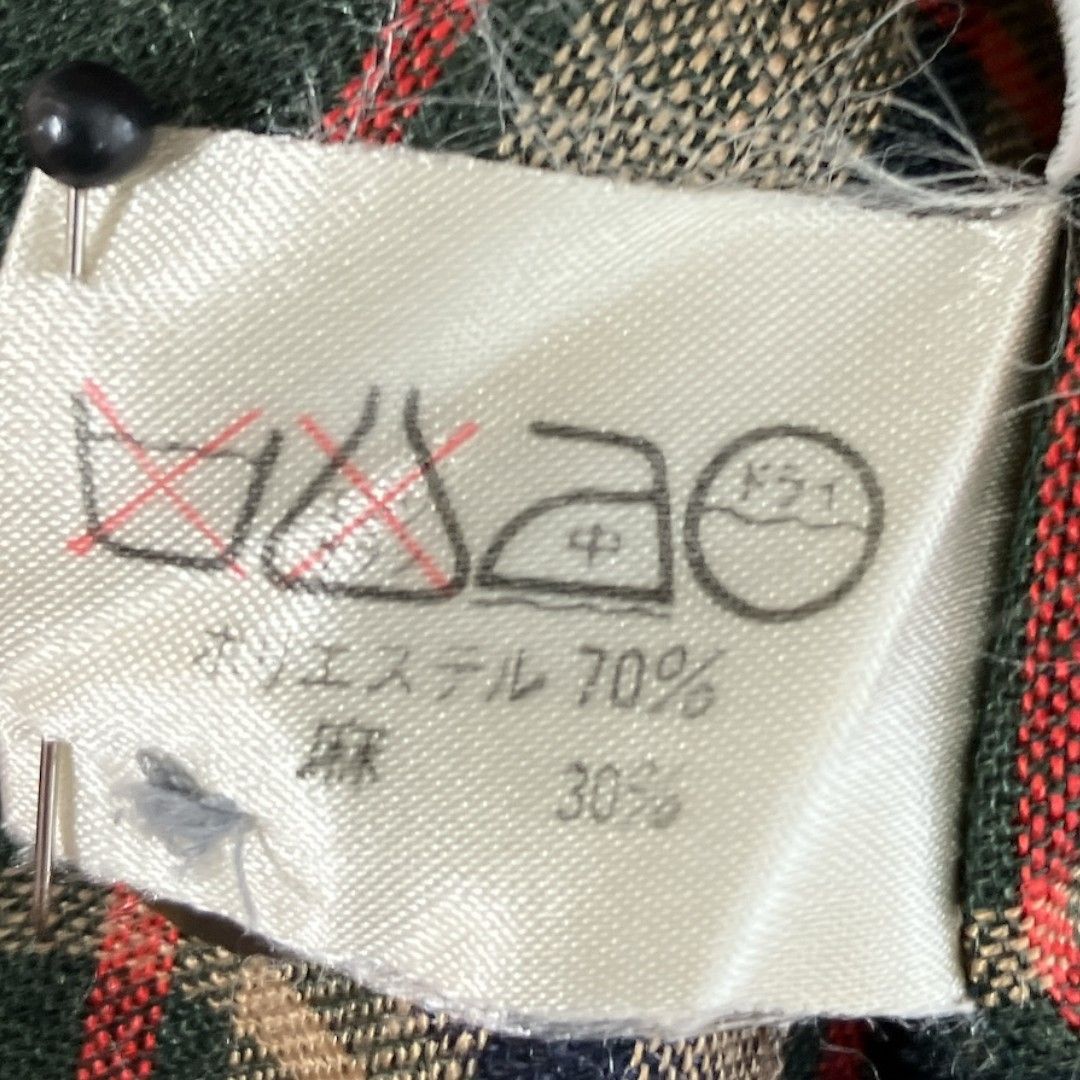 中 ドライ
ポリエステル 70%
麻 30%